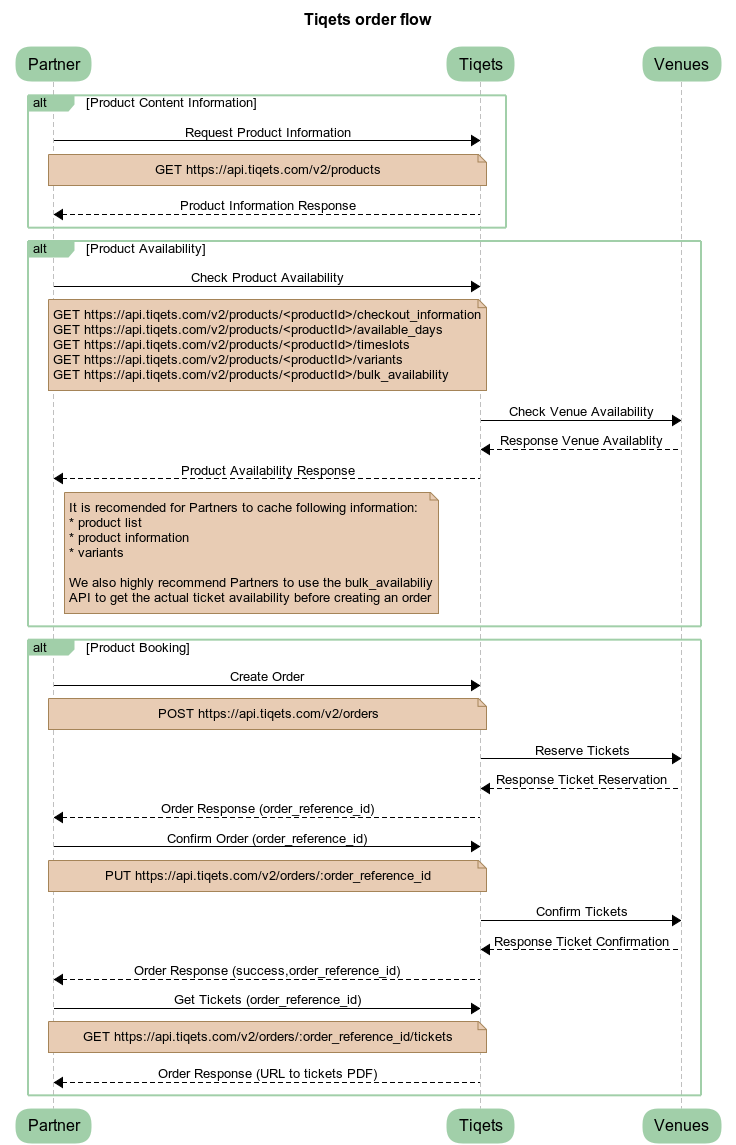 Tiqets order flow
Partner
Tiqets
Venues
alt
[Product Content Information]
Request Product Information
GET https://api.tiqets.com/v2/products
Product Information Response
alt
[Product Availability]
Check Product Availability
GET https://api.tiqets.com/v2/products/<productId>/checkout_information
GET https://api.tiqets.com/v2/products/<productId>/available_days
GET https://api.tiqets.com/v2/products/<productId>/timeslots
GET https://api.tiqets.com/v2/products/<productId>/variants
GET https://api.tiqets.com/v2/products/<productId>/bulk_availability
Check Venue Availability
Response Venue Availablity
Product Availability Response
It is recomended for Partners to cache following information:
* product list
* product information
* variants
We also highly recommend Partners to use the bulk_availabiliy
API to get the actual ticket availability before creating an order
alt
[Product Booking]
Create Order
POST https://api.tiqets.com/v2/orders
Reserve Tickets
Response Ticket Reservation
Order Response (order_reference_id)
Confirm Order (order_reference_id)
PUT https://api.tiqets.com/v2/orders/:order_reference_id
Confirm Tickets
Response Ticket Confirmation
Order Response (success,order_reference_id)
Get Tickets (order_reference_id)
GET https://api.tiqets.com/v2/orders/:order_reference_id/tickets
Order Response (URL to tickets PDF)
Partner
Tiqets
Venues